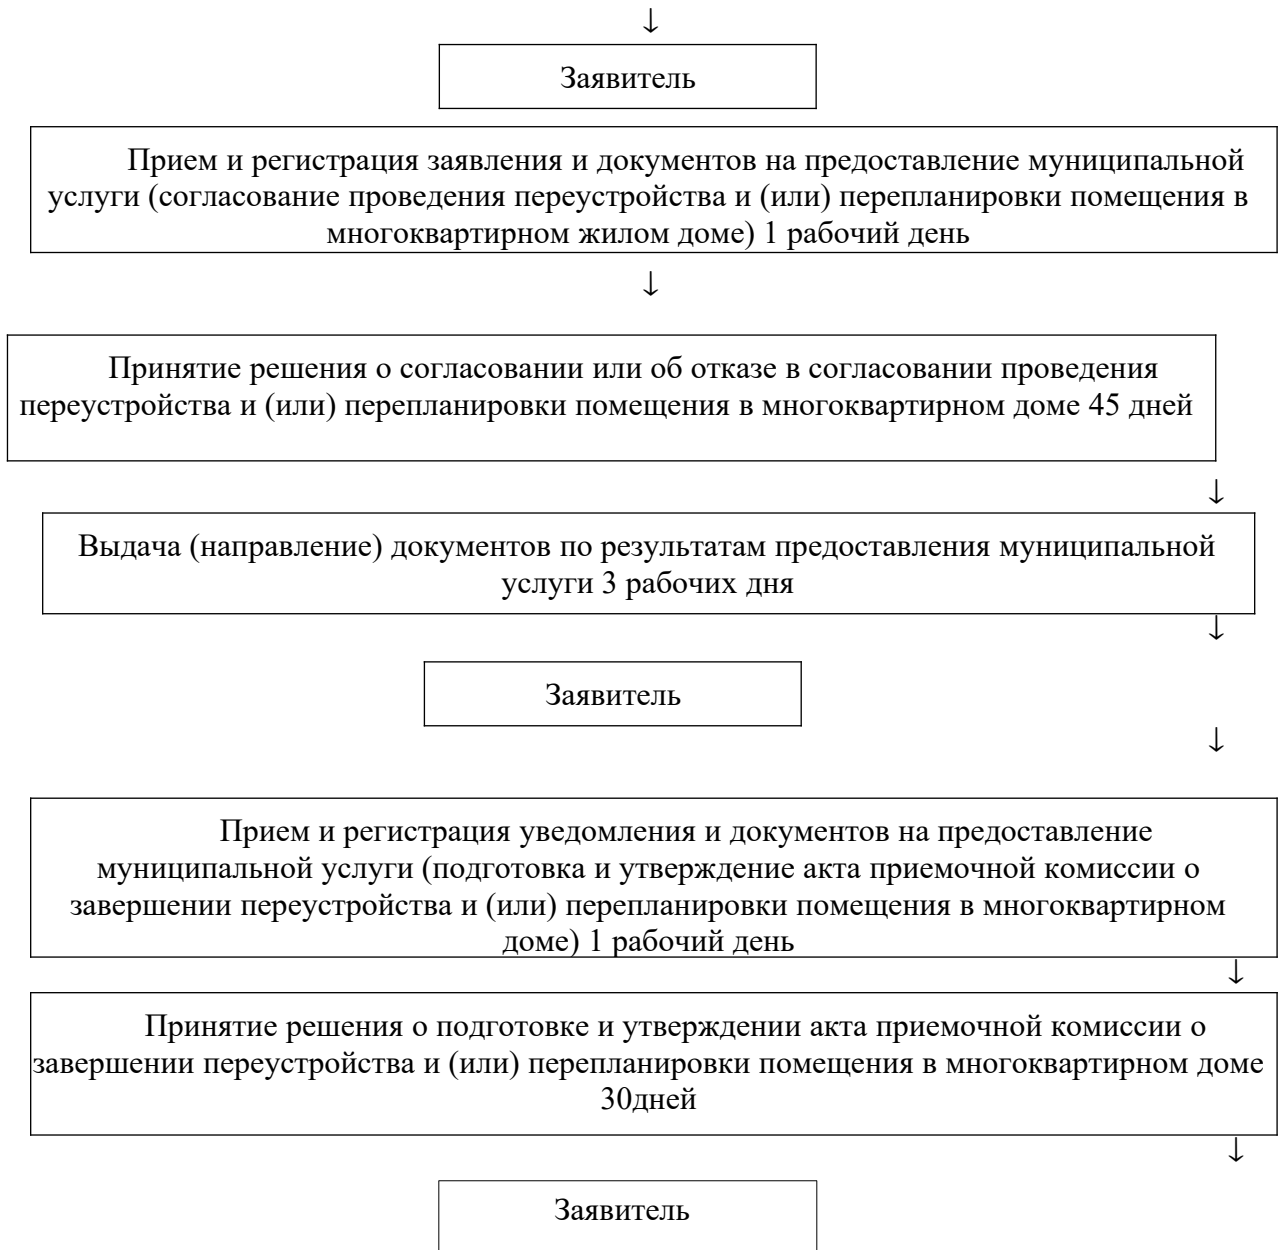 ↓
Заявитель
Прием и регистрация заявления и документов на предоставление муниципальной
услуги (согласование проведения переустройства и (или) перепланировки помещения в
многоквартирном жилом доме) 1 рабочий день
↓
Принятие решения о согласовании или об отказе в согласовании проведения
переустройства и (или) перепланировки помещения в многоквартирном доме 45 дней
↓
Выдача (направление) документов по результатам предоставления муниципальной
услуги 3 рабочих дня
↓
Заявитель
↓
Прием и регистрация уведомления и документов на предоставление
муниципальной услуги (подготовка и утверждение акта приемочной комиссии о
завершении переустройства и (или) перепланировки помещения в многоквартирном
доме) 1 рабочий день
↓
Принятие решения о подготовке и утверждении акта приемочной комиссии о
завершении переустройства и (или) перепланировки помещения в многоквартирном доме
30дней
↓
Заявитель